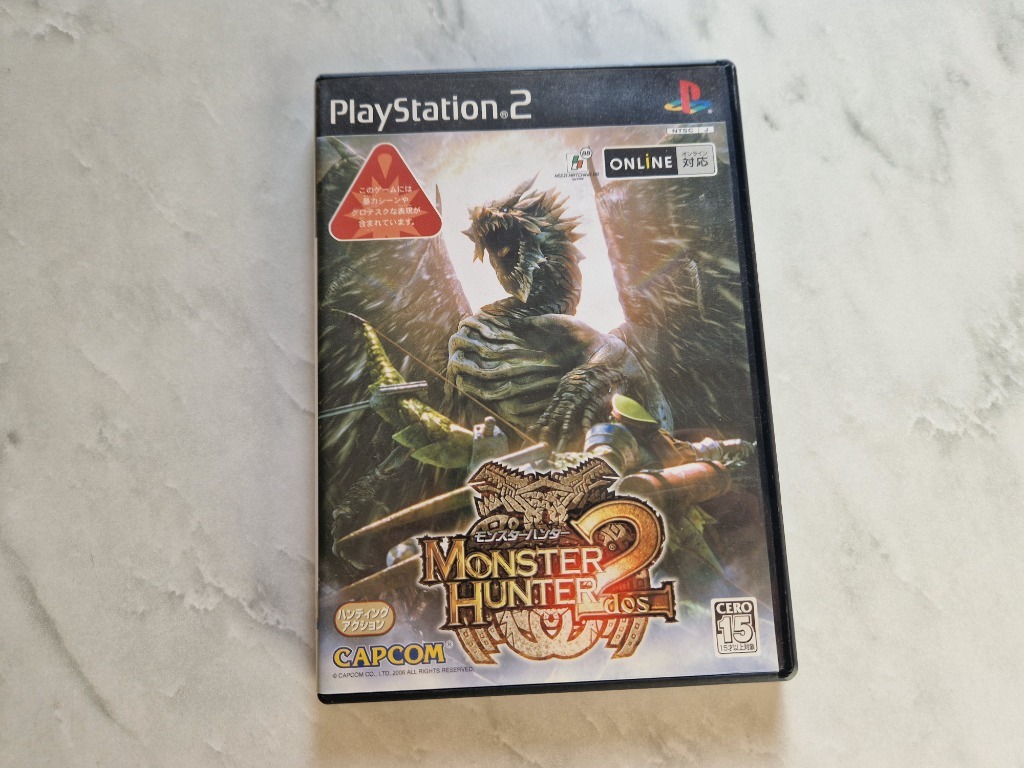 PlayStation®2
NTSC J
ONLINE
オンライン
対応
このゲームには
暴力シーンや
グロテスクな表現が
含まれています。
モンスターハンター
MONSTER
HUNTER®
2
dos
ハンティング
アクション
CAPCOM®
© CAPCOM CO., LTD. 2006 ALL RIGHTS RESERVED.
CERO
15
15才以上対象